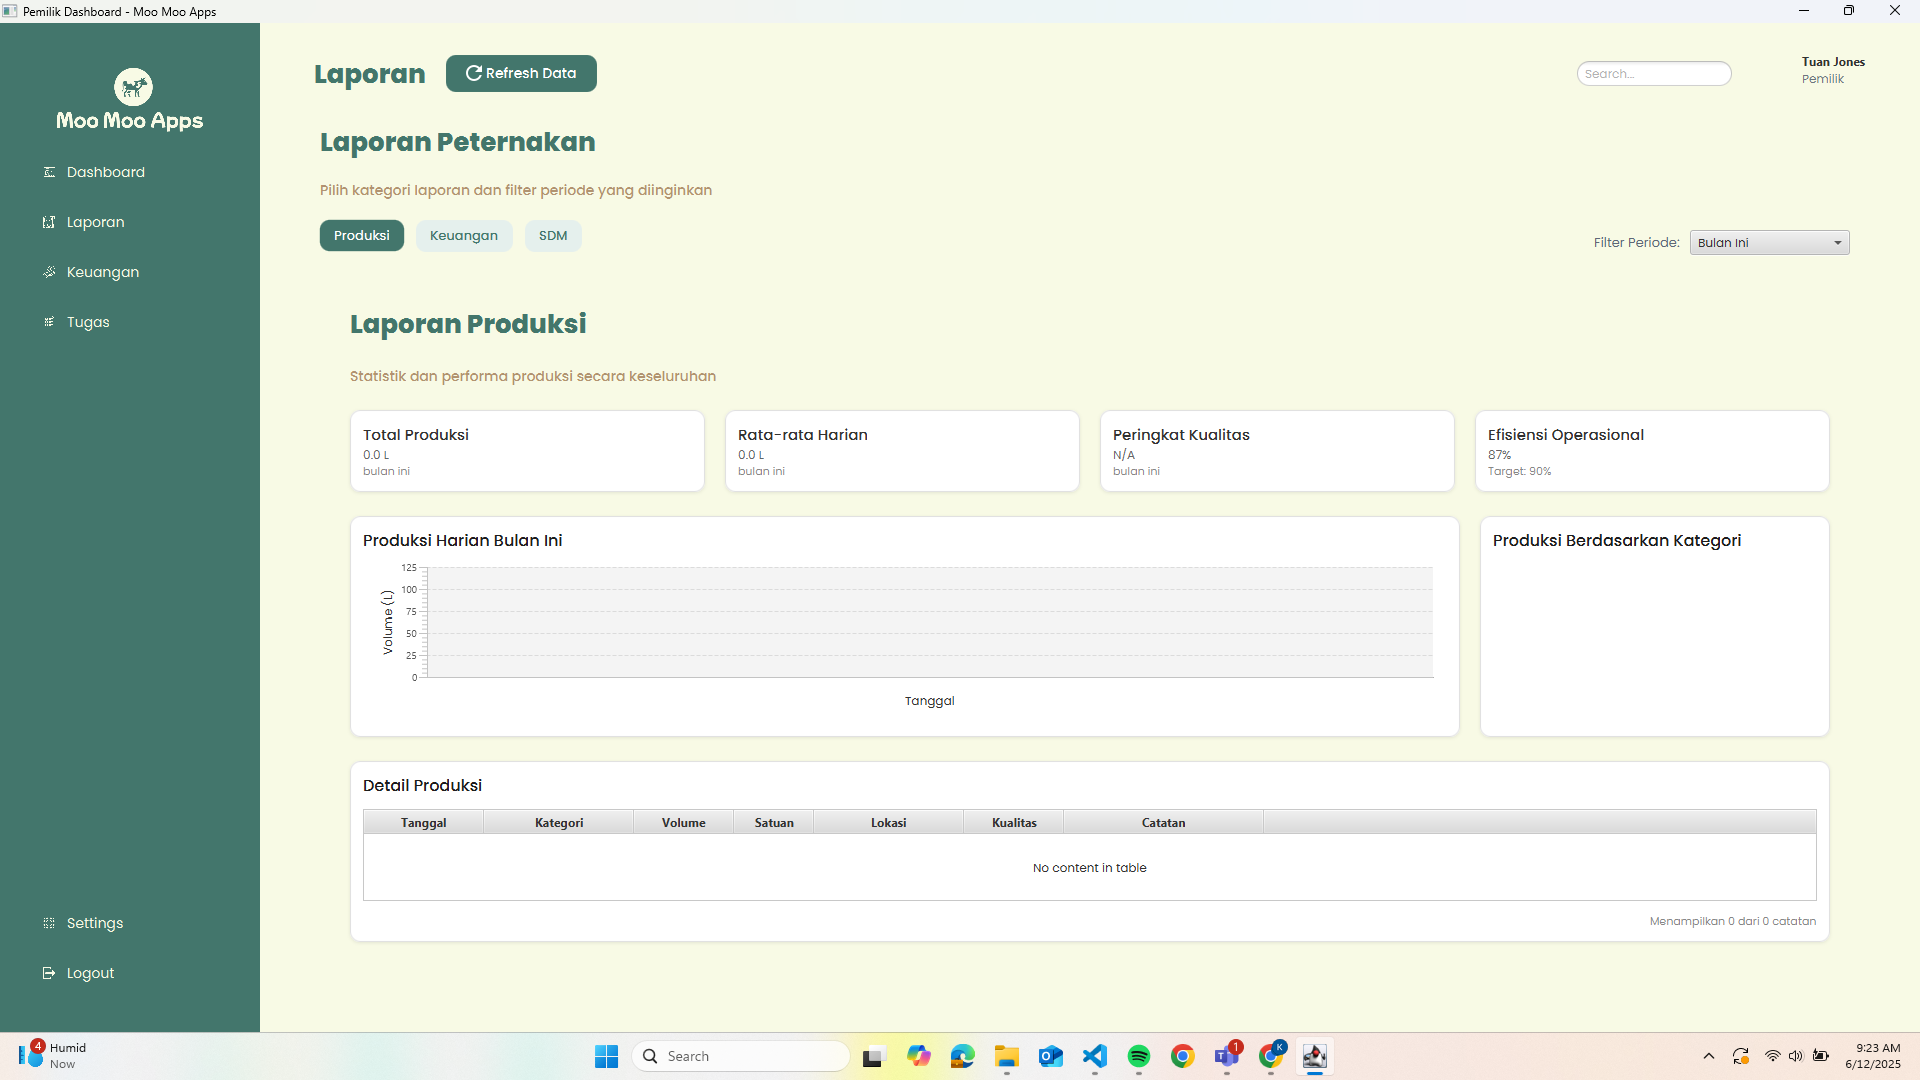 Pemilik Dashboard - Moo Moo Apps
Moo Moo Apps
Dashboard
Laporan
Keuangan
Tugas
Settings
Logout
Laporan
Refresh Data
Search...
Tuan Jones
Pemilik
Laporan Peternakan
Pilih kategori laporan dan filter periode yang diinginkan
Produksi Keuangan SDM
Filter Periode: Bulan Ini
Laporan Produksi
Statistik dan performa produksi secara keseluruhan
Total Produksi
0.0 L
bulan ini
Rata-rata Harian
0.0 L
bulan ini
Peringkat Kualitas
N/A
bulan ini
Efisiensi Operasional
87%
Target: 90%
Produksi Harian Bulan Ini
125
100
75
50
25
0
Volume (L)
Tanggal
Produksi Berdasarkan Kategori
Detail Produksi
Tanggal Kategori Volume Satuan Lokasi Kualitas Catatan
No content in table
Menampilkan 0 dari 0 catatan
4
Humid
Now
Search
1
K
9:23 AM
6/12/2025